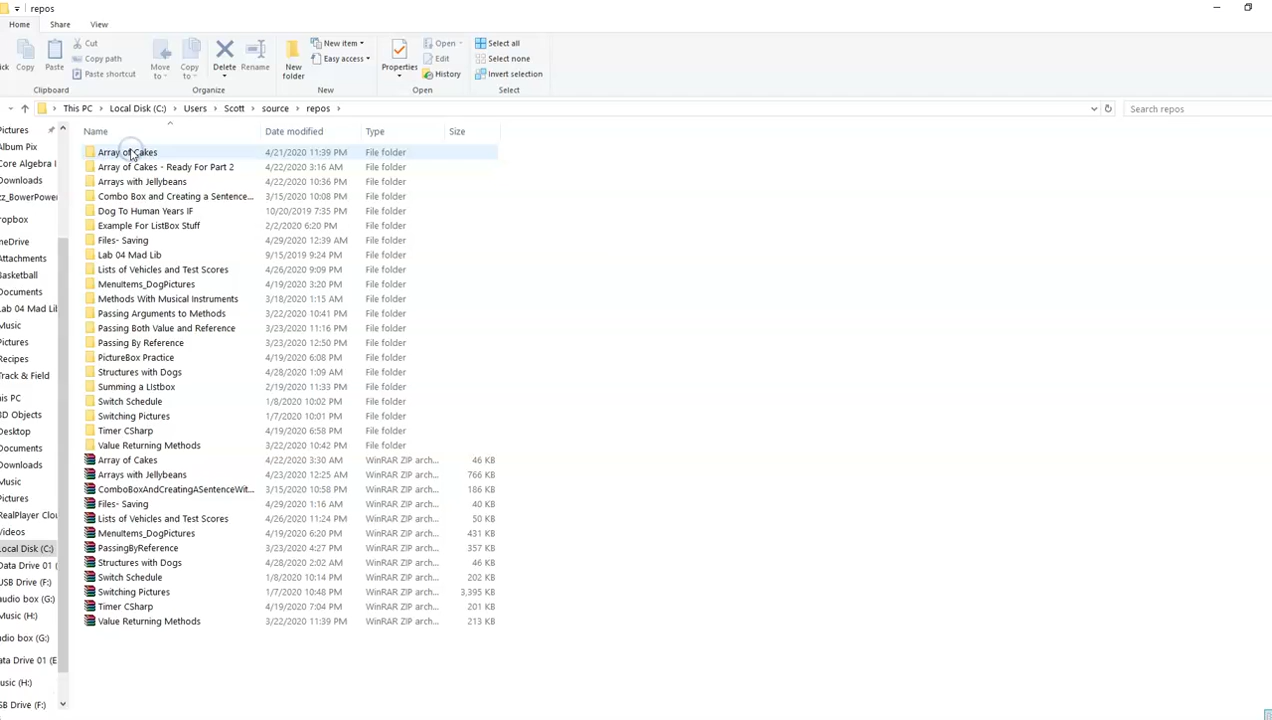 repos
Home Share View
Cut
Copy path
Paste shortcut
Copy
Paste
Move to
Copy to
Delete
Rename
New folder
New item
Easy access
Properties
Open
Edit
History
Select all
Select none
Invert selection
Clipboard Organize New Open Select
This PC > Local Disk (C:) > Users > Scott > source > repos >
Search repos
Pictures
Album Pix
Core Algebra I
Downloads
zz_BowerPower
ropbox
neDrive
Attachments
Basketball
Documents
Lab 04 Mad Lib
Music
Pictures
Recipes
Track & Field
his PC
3D Objects
Desktop
Documents
Downloads
Music
Pictures
RealPlayer Clou
Videos
Local Disk (C:)
Data Drive 01 (
USB Drive (F:)
audio box (G:)
Music (H:)
udio box (G:)
ata Drive 01 (E
usic (H:)
SB Drive (F:)
Name Date modified Type Size
Array of Cakes 4/21/2020 11:39 PM File folder
Array of Cakes - Ready For Part 2 4/22/2020 3:16 AM File folder
Arrays with Jellybeans 4/22/2020 10:36 PM File folder
Combo Box and Creating a Sentence... 3/15/2020 10:08 PM File folder
Dog To Human Years IF 10/20/2019 7:35 PM File folder
Example For ListBox Stuff 2/2/2020 6:20 PM File folder
Files- Saving 4/29/2020 12:39 AM File folder
Lab 04 Mad Lib 9/15/2019 9:24 PM File folder
Lists of Vehicles and Test Scores 4/26/2020 9:09 PM File folder
MenuItems_DogPictures 4/19/2020 3:20 PM File folder
Methods With Musical Instruments 3/18/2020 1:15 AM File folder
Passing Arguments to Methods 3/22/2020 10:41 PM File folder
Passing Both Value and Reference 3/23/2020 11:16 PM File folder
Passing By Reference 3/23/2020 12:50 PM File folder
PictureBox Practice 4/19/2020 6:08 PM File folder
Structures with Dogs 4/28/2020 1:09 AM File folder
Summing a LIstbox 2/19/2020 11:33 PM File folder
Switch Schedule 1/8/2020 10:02 PM File folder
Switching Pictures 1/7/2020 10:01 PM File folder
Timer CSharp 4/19/2020 6:58 PM File folder
Value Returning Methods 3/22/2020 10:42 PM File folder
Array of Cakes 4/22/2020 3:30 AM WinRAR ZIP arch... 46 KB
Arrays with Jellybeans 4/23/2020 12:25 AM WinRAR ZIP arch... 766 KB
ComboBoxAndCreatingASentenceWit... 3/15/2020 10:58 PM WinRAR ZIP arch... 186 KB
Files- Saving 4/29/2020 1:16 AM WinRAR ZIP arch... 40 KB
Lists of Vehicles and Test Scores 4/26/2020 11:24 PM WinRAR ZIP arch... 50 KB
MenuItems_DogPictures 4/19/2020 6:20 PM WinRAR ZIP arch... 431 KB
PassingByReference 3/23/2020 4:27 PM WinRAR ZIP arch... 357 KB
Structures with Dogs 4/28/2020 2:02 AM WinRAR ZIP arch... 46 KB
Switch Schedule 1/8/2020 10:14 PM WinRAR ZIP arch... 202 KB
Switching Pictures 1/7/2020 10:48 PM WinRAR ZIP arch... 3,395 KB
Timer CSharp 4/19/2020 7:04 PM WinRAR ZIP arch... 201 KB
Value Returning Methods 3/22/2020 11:39 PM WinRAR ZIP arch... 213 KB